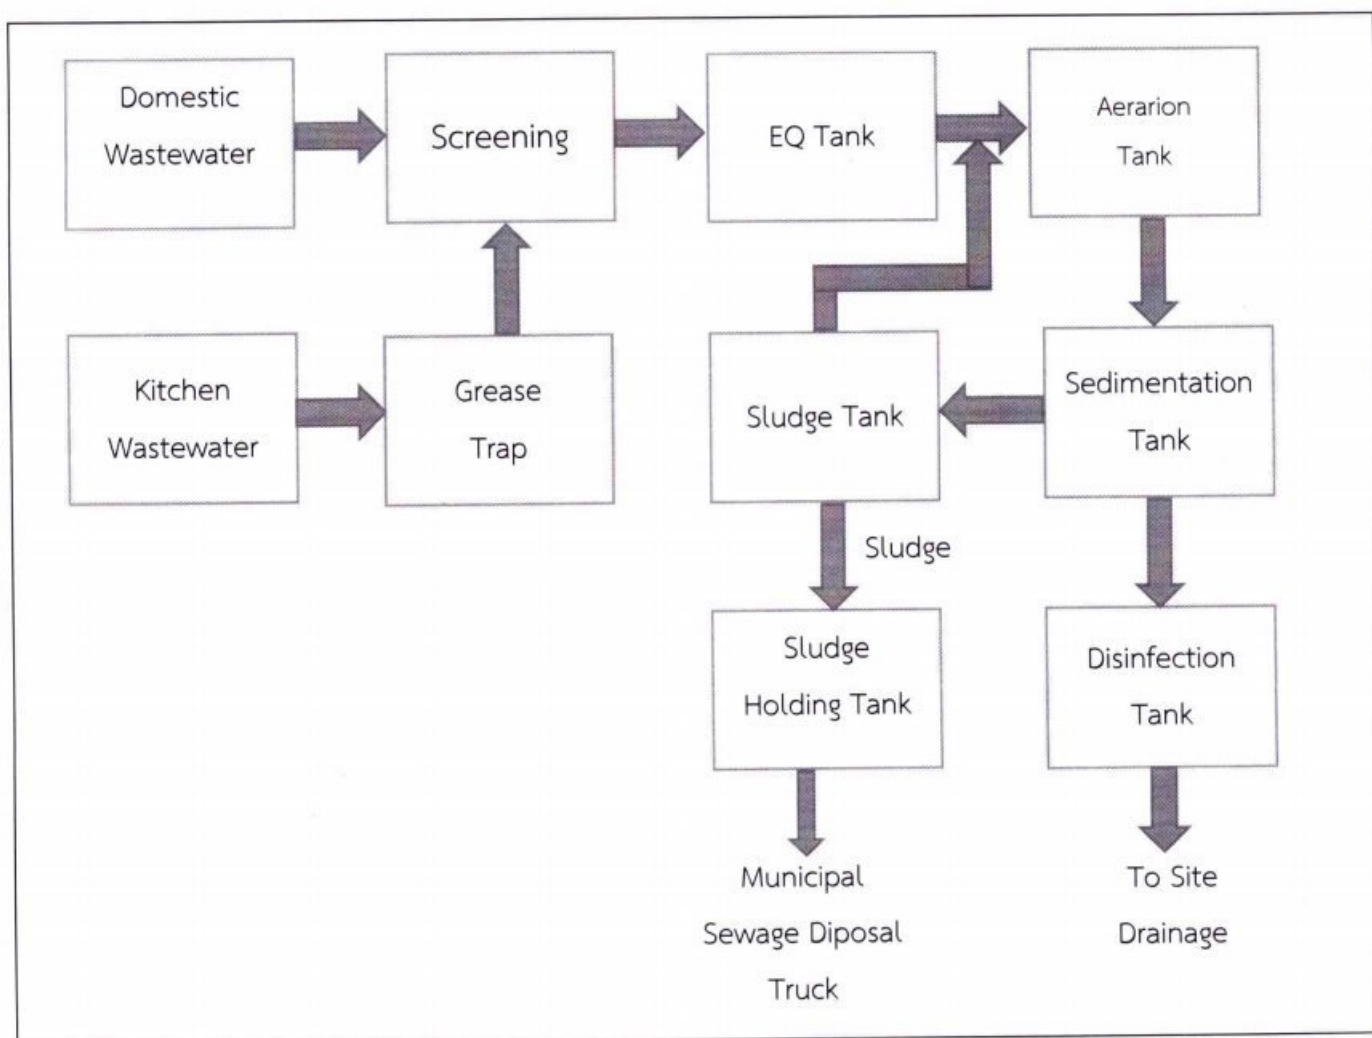 Domestic
Wastewater
Screening
EQ Tank
Aerarion
Tank
Kitchen
Wastewater
Grease
Trap
Sludge Tank
Sedimentation
Tank
Sludge
Sludge
Holding Tank
Disinfection
Tank
Municipal
Sewage Diposal
Truck
To Site
Drainage